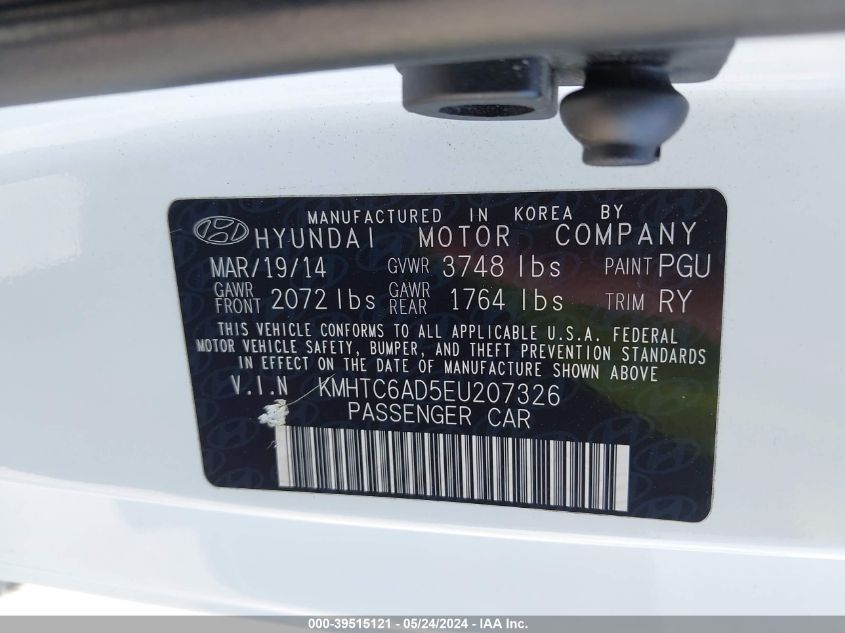 MANUFACTURED IN KOREA BY
HYUNDAI MOTOR COMPANY
MAR/19/14 GVWR 3748 lbs PAINT PGU
GAWR FRONT 2072 lbs GAWR REAR 1764 lbs TRIM RY
THIS VEHICLE CONFORMS TO ALL APPLICABLE U.S.A. FEDERAL
MOTOR VEHICLE SAFETY, BUMPER, AND THEFT PREVENTION STANDARDS
IN EFFECT ON THE DATE OF MANUFACTURE SHOWN ABOVE
V.I.N KMHTC6AD5EU207326
PASSENGER CAR
000-39515121 - 05/24/2024 - IAAI.com